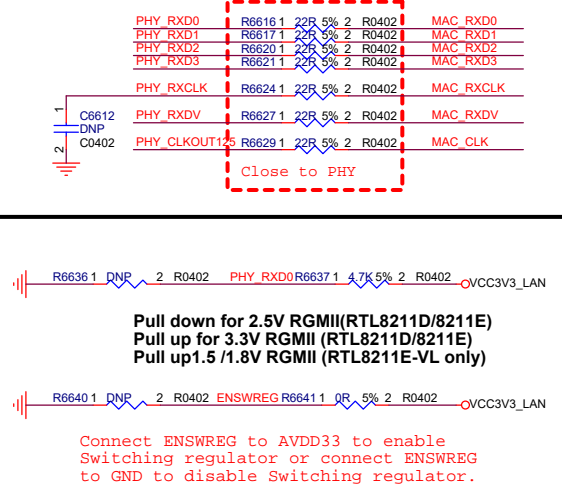 PHY_RXD0 R6616 1 22R 5% 2 R0402 MAC_RXD0
PHY_RXD1 R6617 1 22R 5% 2 R0402 MAC_RXD1
PHY_RXD2 R6620 1 22R 5% 2 R0402 MAC_RXD2
PHY_RXD3 R6621 1 22R 5% 2 R0402 MAC_RXD3
PHY_RXCLK R6624 1 22R 5% 2 R0402 MAC_RXCLK
1 C6612 DNP C0402 2
PHY_RXDV R6627 1 22R 5% 2 R0402 MAC_RXDV
PHY_CLKOUT125 R6629 1 22R 5% 2 R0402 MAC_CLK
Close to PHY
R6636 1 DNP 2 R0402 PHY_RXD0 R6637 1 4.7K 5% 2 R0402 VCC3V3_LAN
Pull down for 2.5V RGMII(RTL8211D/8211E)
Pull up for 3.3V RGMII (RTL8211D/8211E)
Pull up1.5 /1.8V RGMII (RTL8211E-VL only)
R6640 1 DNP 2 R0402 ENSWREG R6641 1 0R 5% 2 R0402 VCC3V3_LAN
Connect ENSWREG to AVDD33 to enable
Switching regulator or connect ENSWREG
to GND to disable Switching regulator.